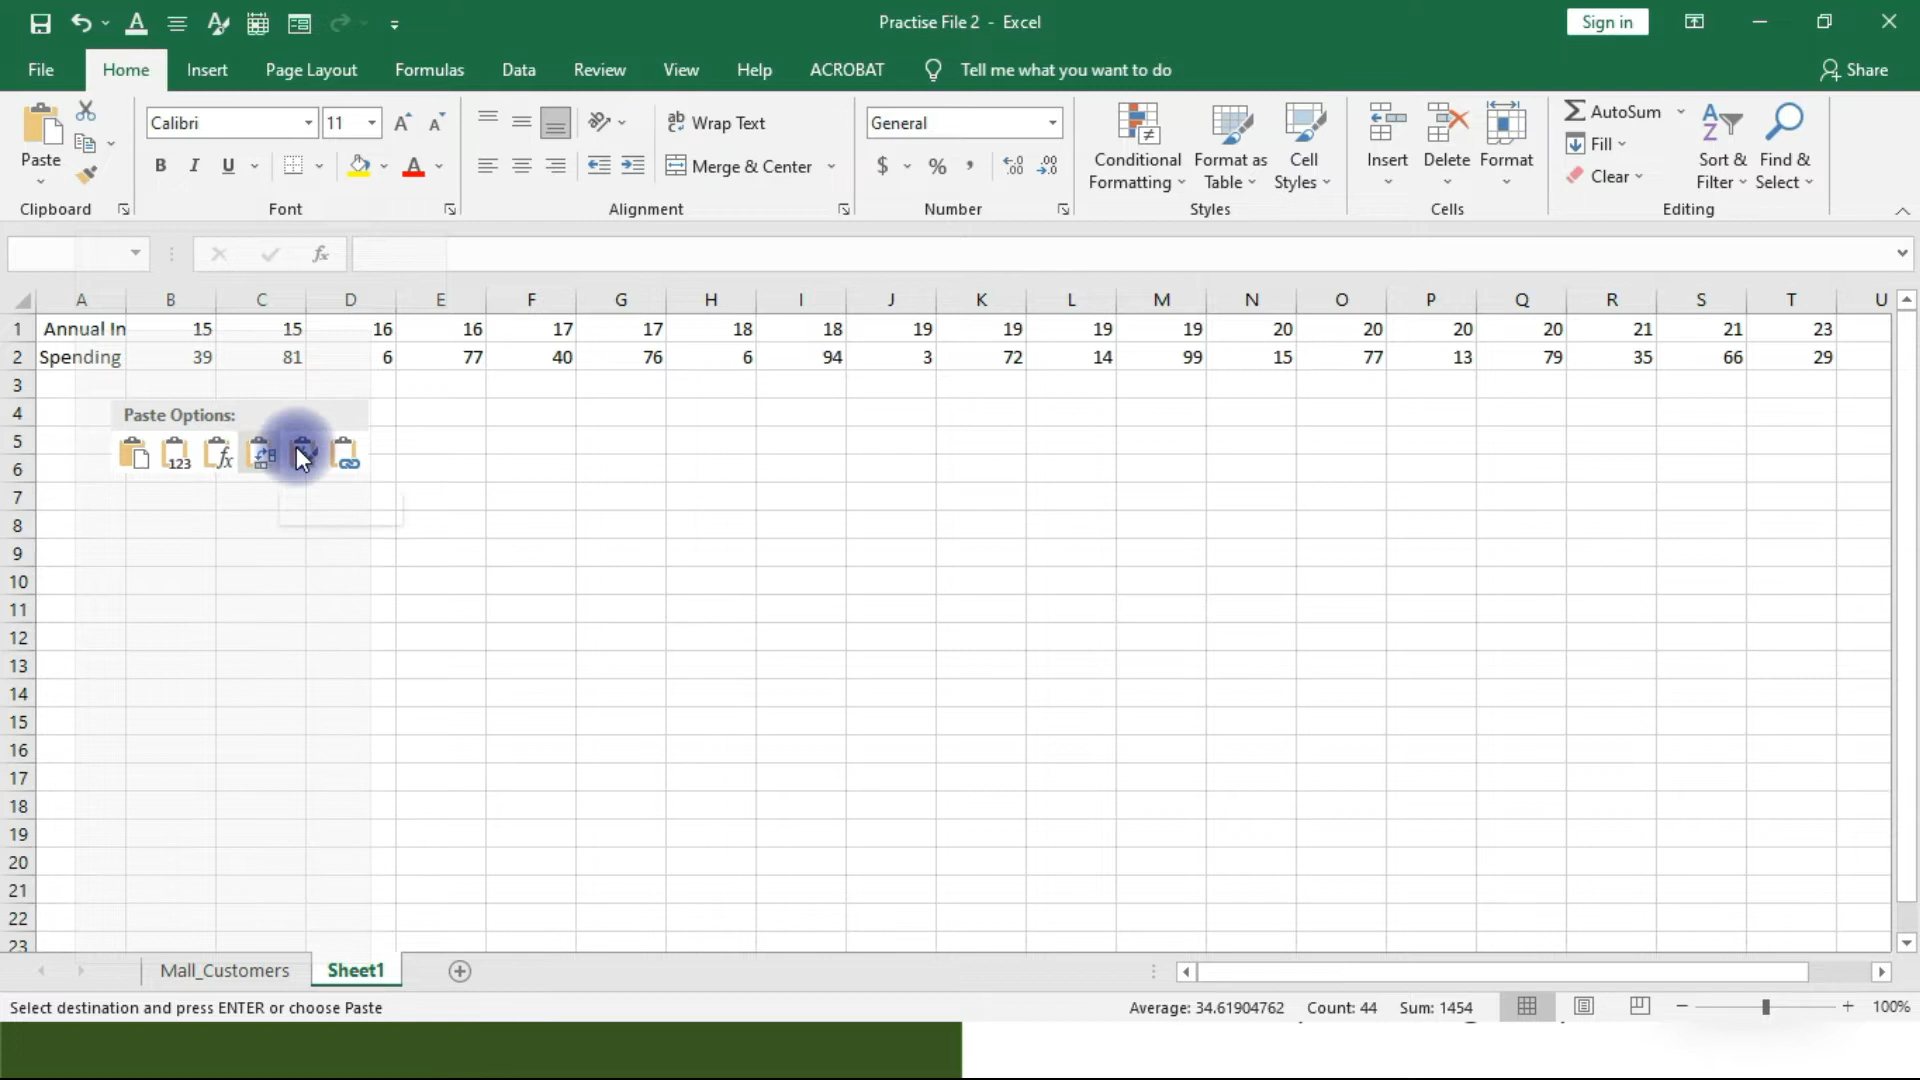 Practise File 2 - Excel
Sign in
File Home Insert Page Layout Formulas Data Review View Help ACROBAT Tell me what you want to do Share
Calibri 11 Wrap Text General AutoSum
Paste Conditional Formatting Format as Table Cell Styles Insert Delete Format Fill Sort & Filter Find & Select
B I U Merge & Center $ % Clear
Clipboard Font Alignment Number Styles Cells Editing
fx
A B C D E F G H I J K L M N O P Q R S T U
1 Annual In 15 15 16 16 17 17 18 18 19 19 19 19 20 20 20 20 21 21 23
2 Spending 39 81 6 77 40 76 6 94 3 72 14 99 15 77 13 79 35 66 29
3
4 Paste Options:
5
6
7
8
9
10
11
12
13
14
15
16
17
18
19
20
21
22
23
Mall_Customers Sheet1
Select destination and press ENTER or choose Paste Average: 34.61904762 Count: 44 Sum: 1454 100%